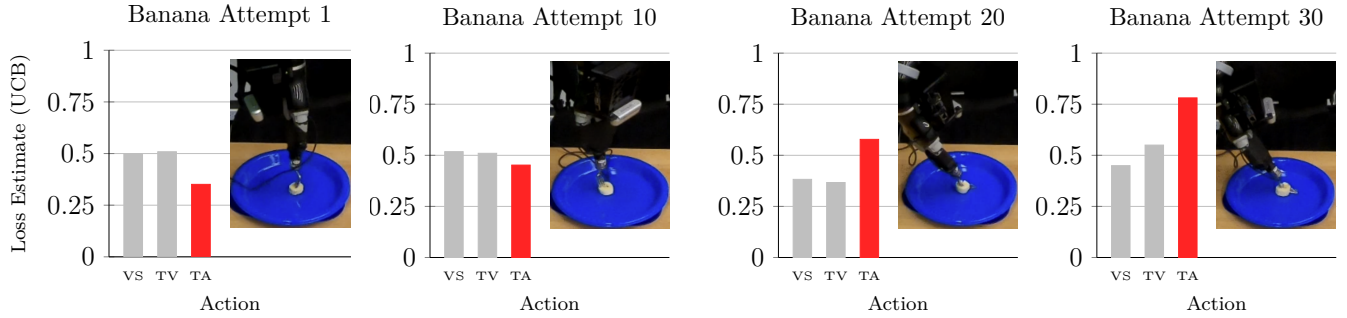 Banana Attempt 1
Loss Estimate (UCB)
1
0.75
0.5
0.25
0
VS TV TA
Action
Banana Attempt 10
1
0.75
0.5
0.25
0
VS TV TA
Action
Banana Attempt 20
1
0.75
0.5
0.25
0
VS TV TA
Action
Banana Attempt 30
1
0.75
0.5
0.25
0
VS TV TA
Action